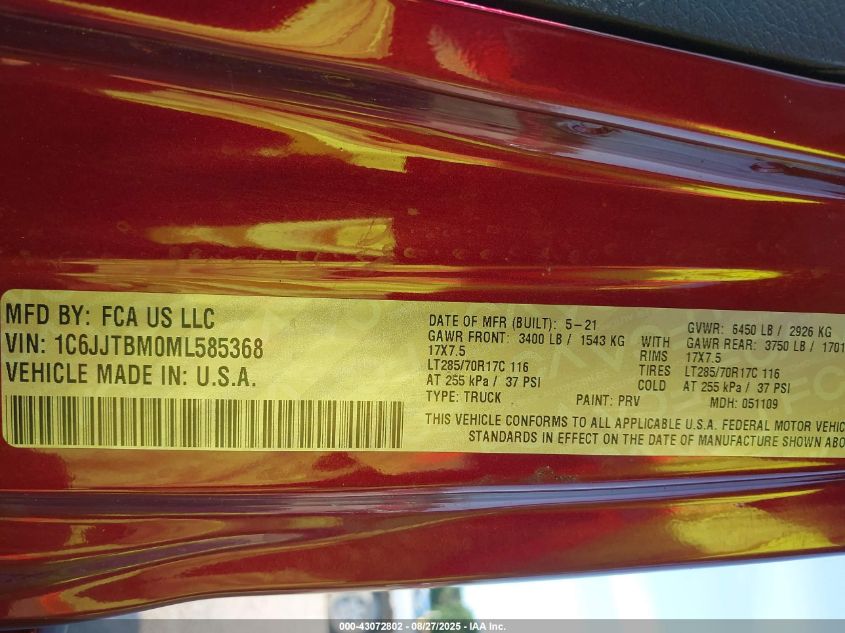 MFD BY: FCA US LLC
VIN: 1C6JJTBM0ML585368
VEHICLE MADE IN: U.S.A.
DATE OF MFR (BUILT): 5-21 GVWR: 6450 LB / 2926 KG
GAWR FRONT: 3400 LB / 1543 KG WITH GAWR REAR: 3750 LB / 1701
17X7.5 RIMS 17X7.5
LT285/70R17C 116 TIRES LT285/70R17C 116
AT 255 kPa / 37 PSI COLD AT 255 kPa / 37 PSI
TYPE: TRUCK PAINT: PRV MDH: 051109
THIS VEHICLE CONFORMS TO ALL APPLICABLE U.S.A. FEDERAL MOTOR VEHIC
STANDARDS IN EFFECT ON THE DATE OF MANUFACTURE SHOWN ABO
000-43072802 - 08/27/2025 - IAA Inc.